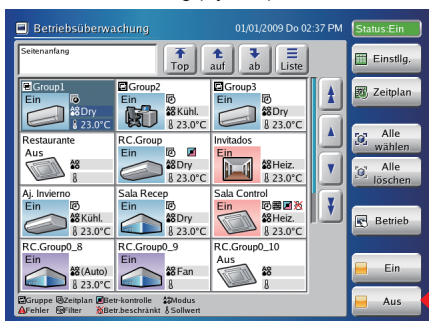 Betriebsüberwachung 01/01/2009 Do 02:37 PM Status:Ein
Seitenanfang
Top auf ab Liste
Einstllg.
Zeitplan
Alle wählen
Alle löschen
Betrieb
Ein
Aus
Group1
Ein
Dry
23.0°C
Group2
Ein
Kühl.
23.0°C
Group3
Ein
Dry
23.0°C
Restaurante
Aus
RC.Group
Ein
Dry
23.0°C
Invitados
Ein
Heiz.
23.0°C
Aj. Invierno
Ein
Kühl.
23.0°C
Sala Recep
Ein
Dry
23.0°C
Sala Control
Ein
Heiz.
23.0°C
RC.Group0_8
Ein
(Auto)
23.0°C
RC.Group0_9
Ein
Fan
RC.Group0_10
Aus
Gruppe Zeitplan Betr-kontrolle Modus
Fehler Filter Betr.beschränkt Sollwert